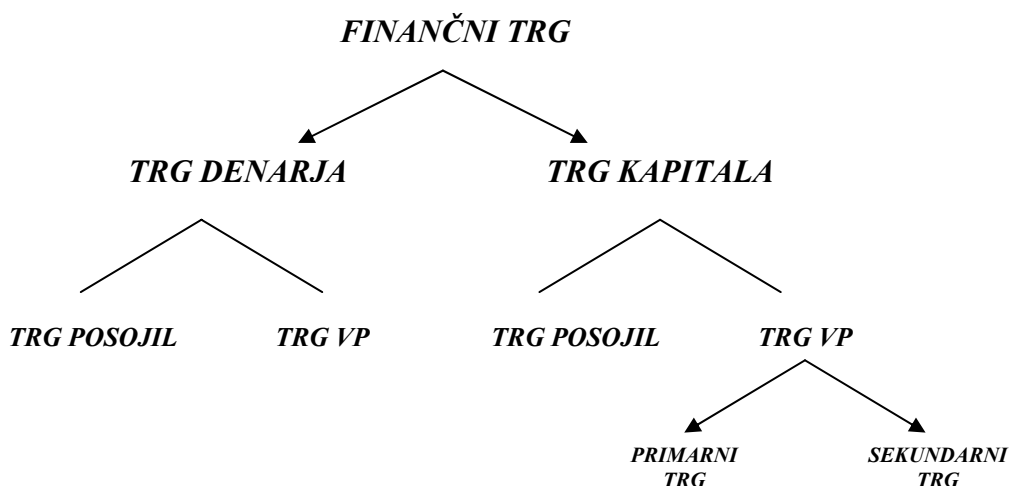 FINANČNI TRG
TRG DENARJA
TRG KAPITALA
TRG POSOJIL
TRG VP
TRG POSOJIL
TRG VP
PRIMARNI
TRG
SEKUNDARNI
TRG